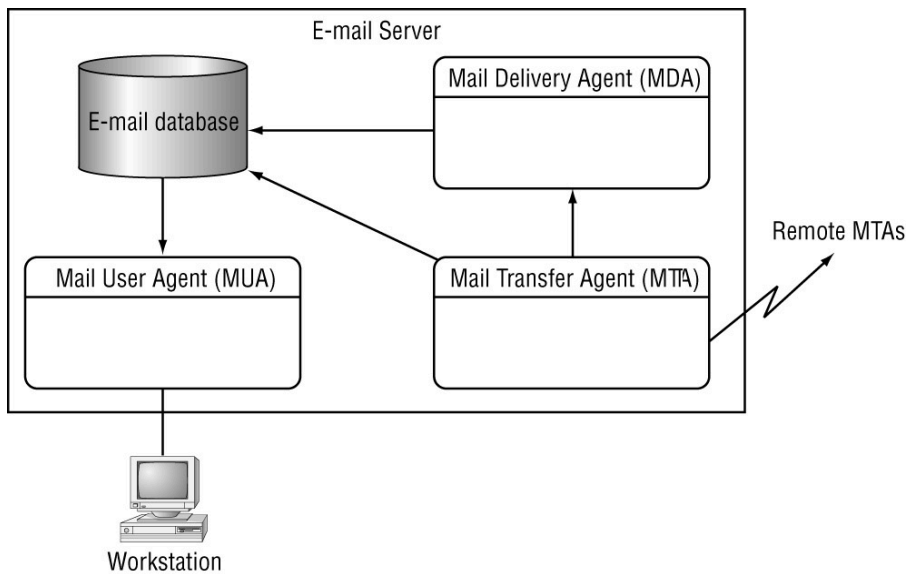 E-mail Server
Mail Delivery Agent (MDA)
E-mail database
Remote MTAs
Mail User Agent (MUA)
Mail Transfer Agent (MTA)
Workstation